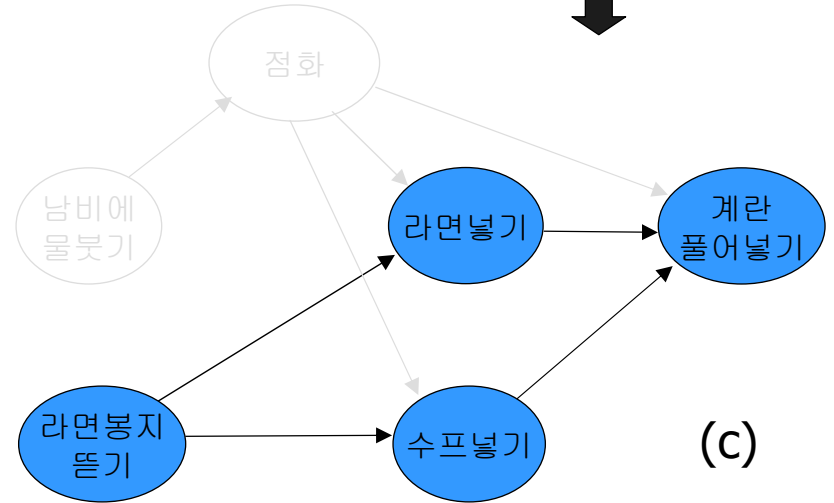 점화
남비에
물붓기
라면넣기
계란
풀어넣기
라면봉지
뜯기
수프넣기
(c)